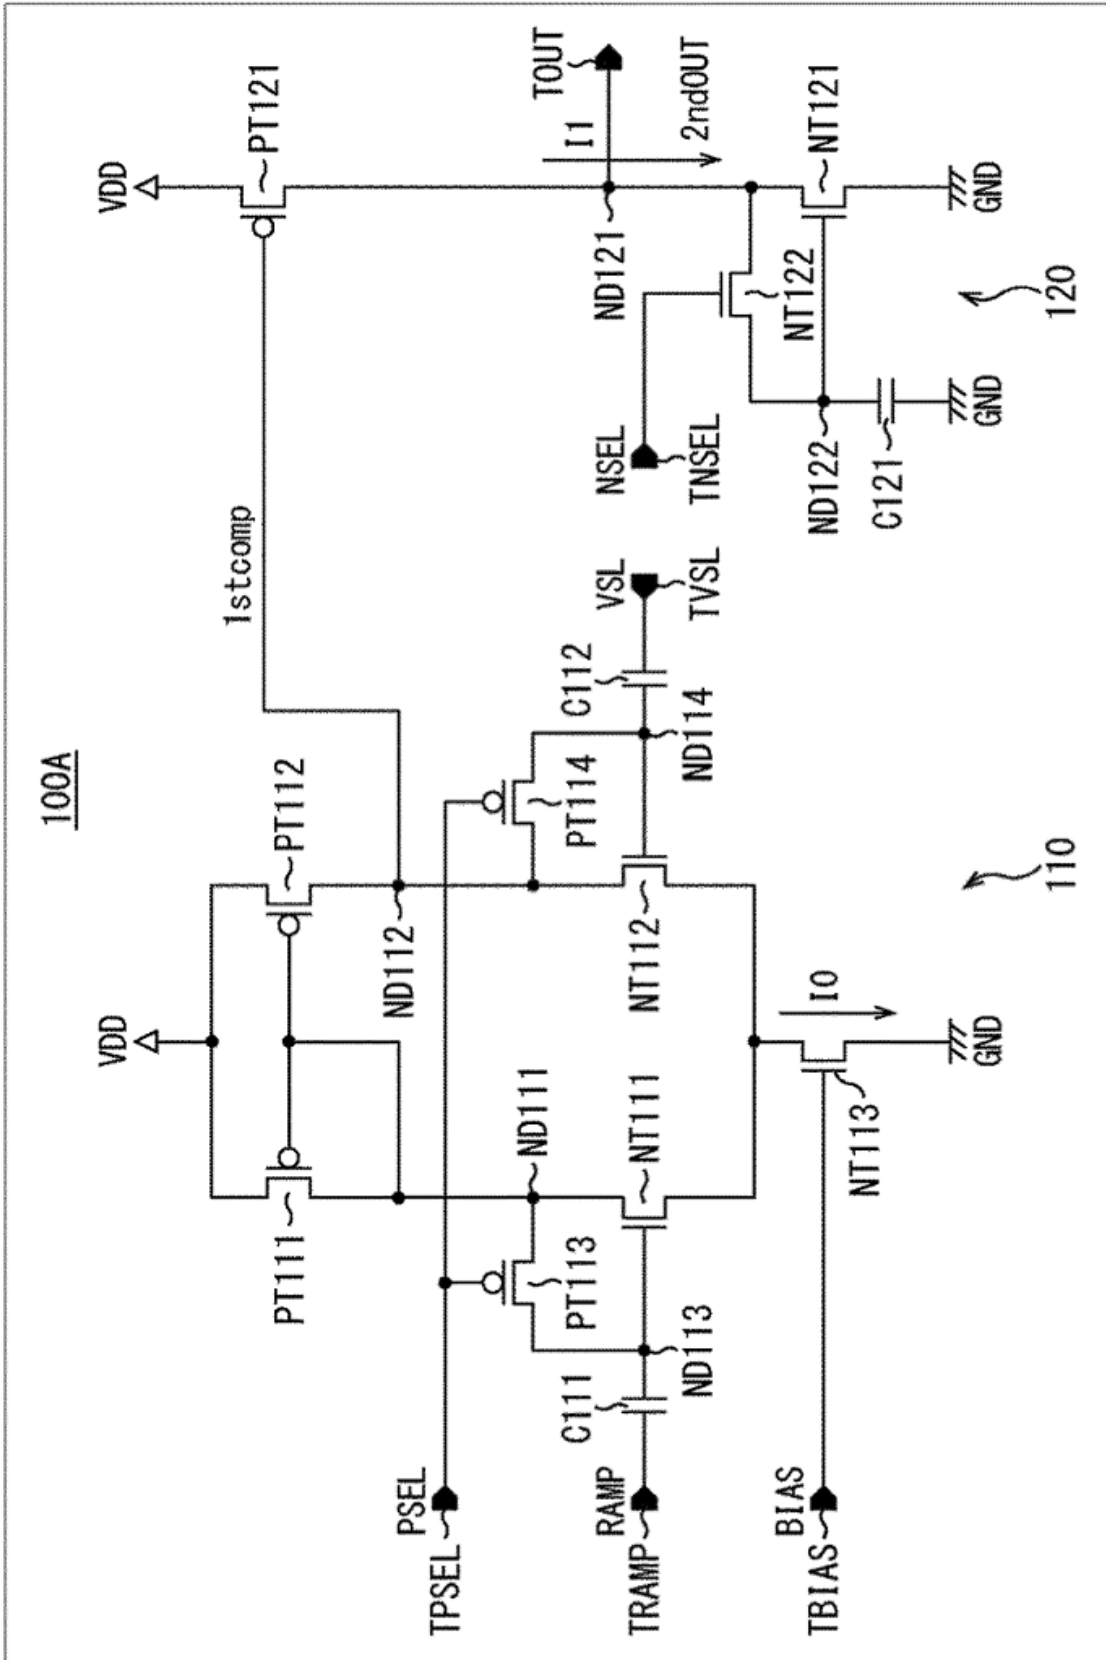 100A
VDD
VDD
PT111
PT112
PT121
1stcomp
ND112
ND111
PSEL
TPSEL
PT113
PT114
C111
C112
RAMP
TRAMP
ND113
NT111
NT112
ND114
VSL
TVSL
NSEL
TNSEL
ND121
I1
TOUT
2ndOUT
NT122
NT121
ND122
C121
BIAS
TBIAS
NT113
I0
GND
GND
GND
110
120